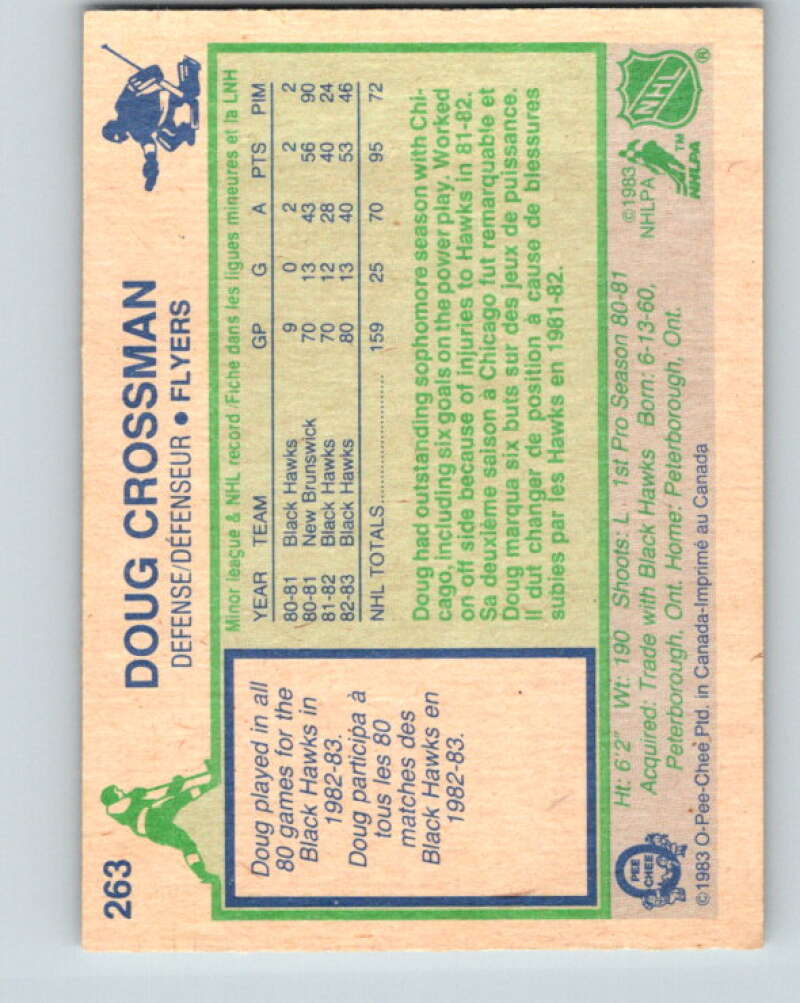 263
DOUG CROSSMAN
DEFENSE/DÉFENSEUR • FLYERS
Doug played in all
80 games for the
Black Hawks in
1982-83.
Doug participa à
tous les 80
matches des
Black Hawks en
1982-83.
Minor league & NHL record/Fiche dans les ligues mineures et la LNH
YEAR TEAM GP G A PTS PIM
80-81 Black Hawks 9 0 2 2 2
80-81 New Brunswick 70 13 43 56 90
81-82 Black Hawks 70 12 28 40 24
82-83 Black Hawks 80 13 40 53 46
NHL TOTALS.................... 159 25 70 95 72
Doug had outstanding sophomore season with Chi-
cago, including six goals on the power play. Worked
on off side because of injuries to Hawks in 81-82.
Sa deuxième saison à Chicago fut remarquable et
Doug marqua six buts sur des jeux de puissance.
Il dut changer de position à cause de blessures
subies par les Hawks en 1981-82.
Ht: 6'2" Wt: 190 Shoots: L 1st Pro Season 80-81
Acquired: Trade with Black Hawks Born: 6-13-60,
Peterborough, Ont. Home: Peterborough, Ont.
©1983 O-Pee-Chee Ptd. in Canada-Imprimé au Canada
O
PEE
CHEE
©1983
NHLPA
NHL
®
TM
NHLPA